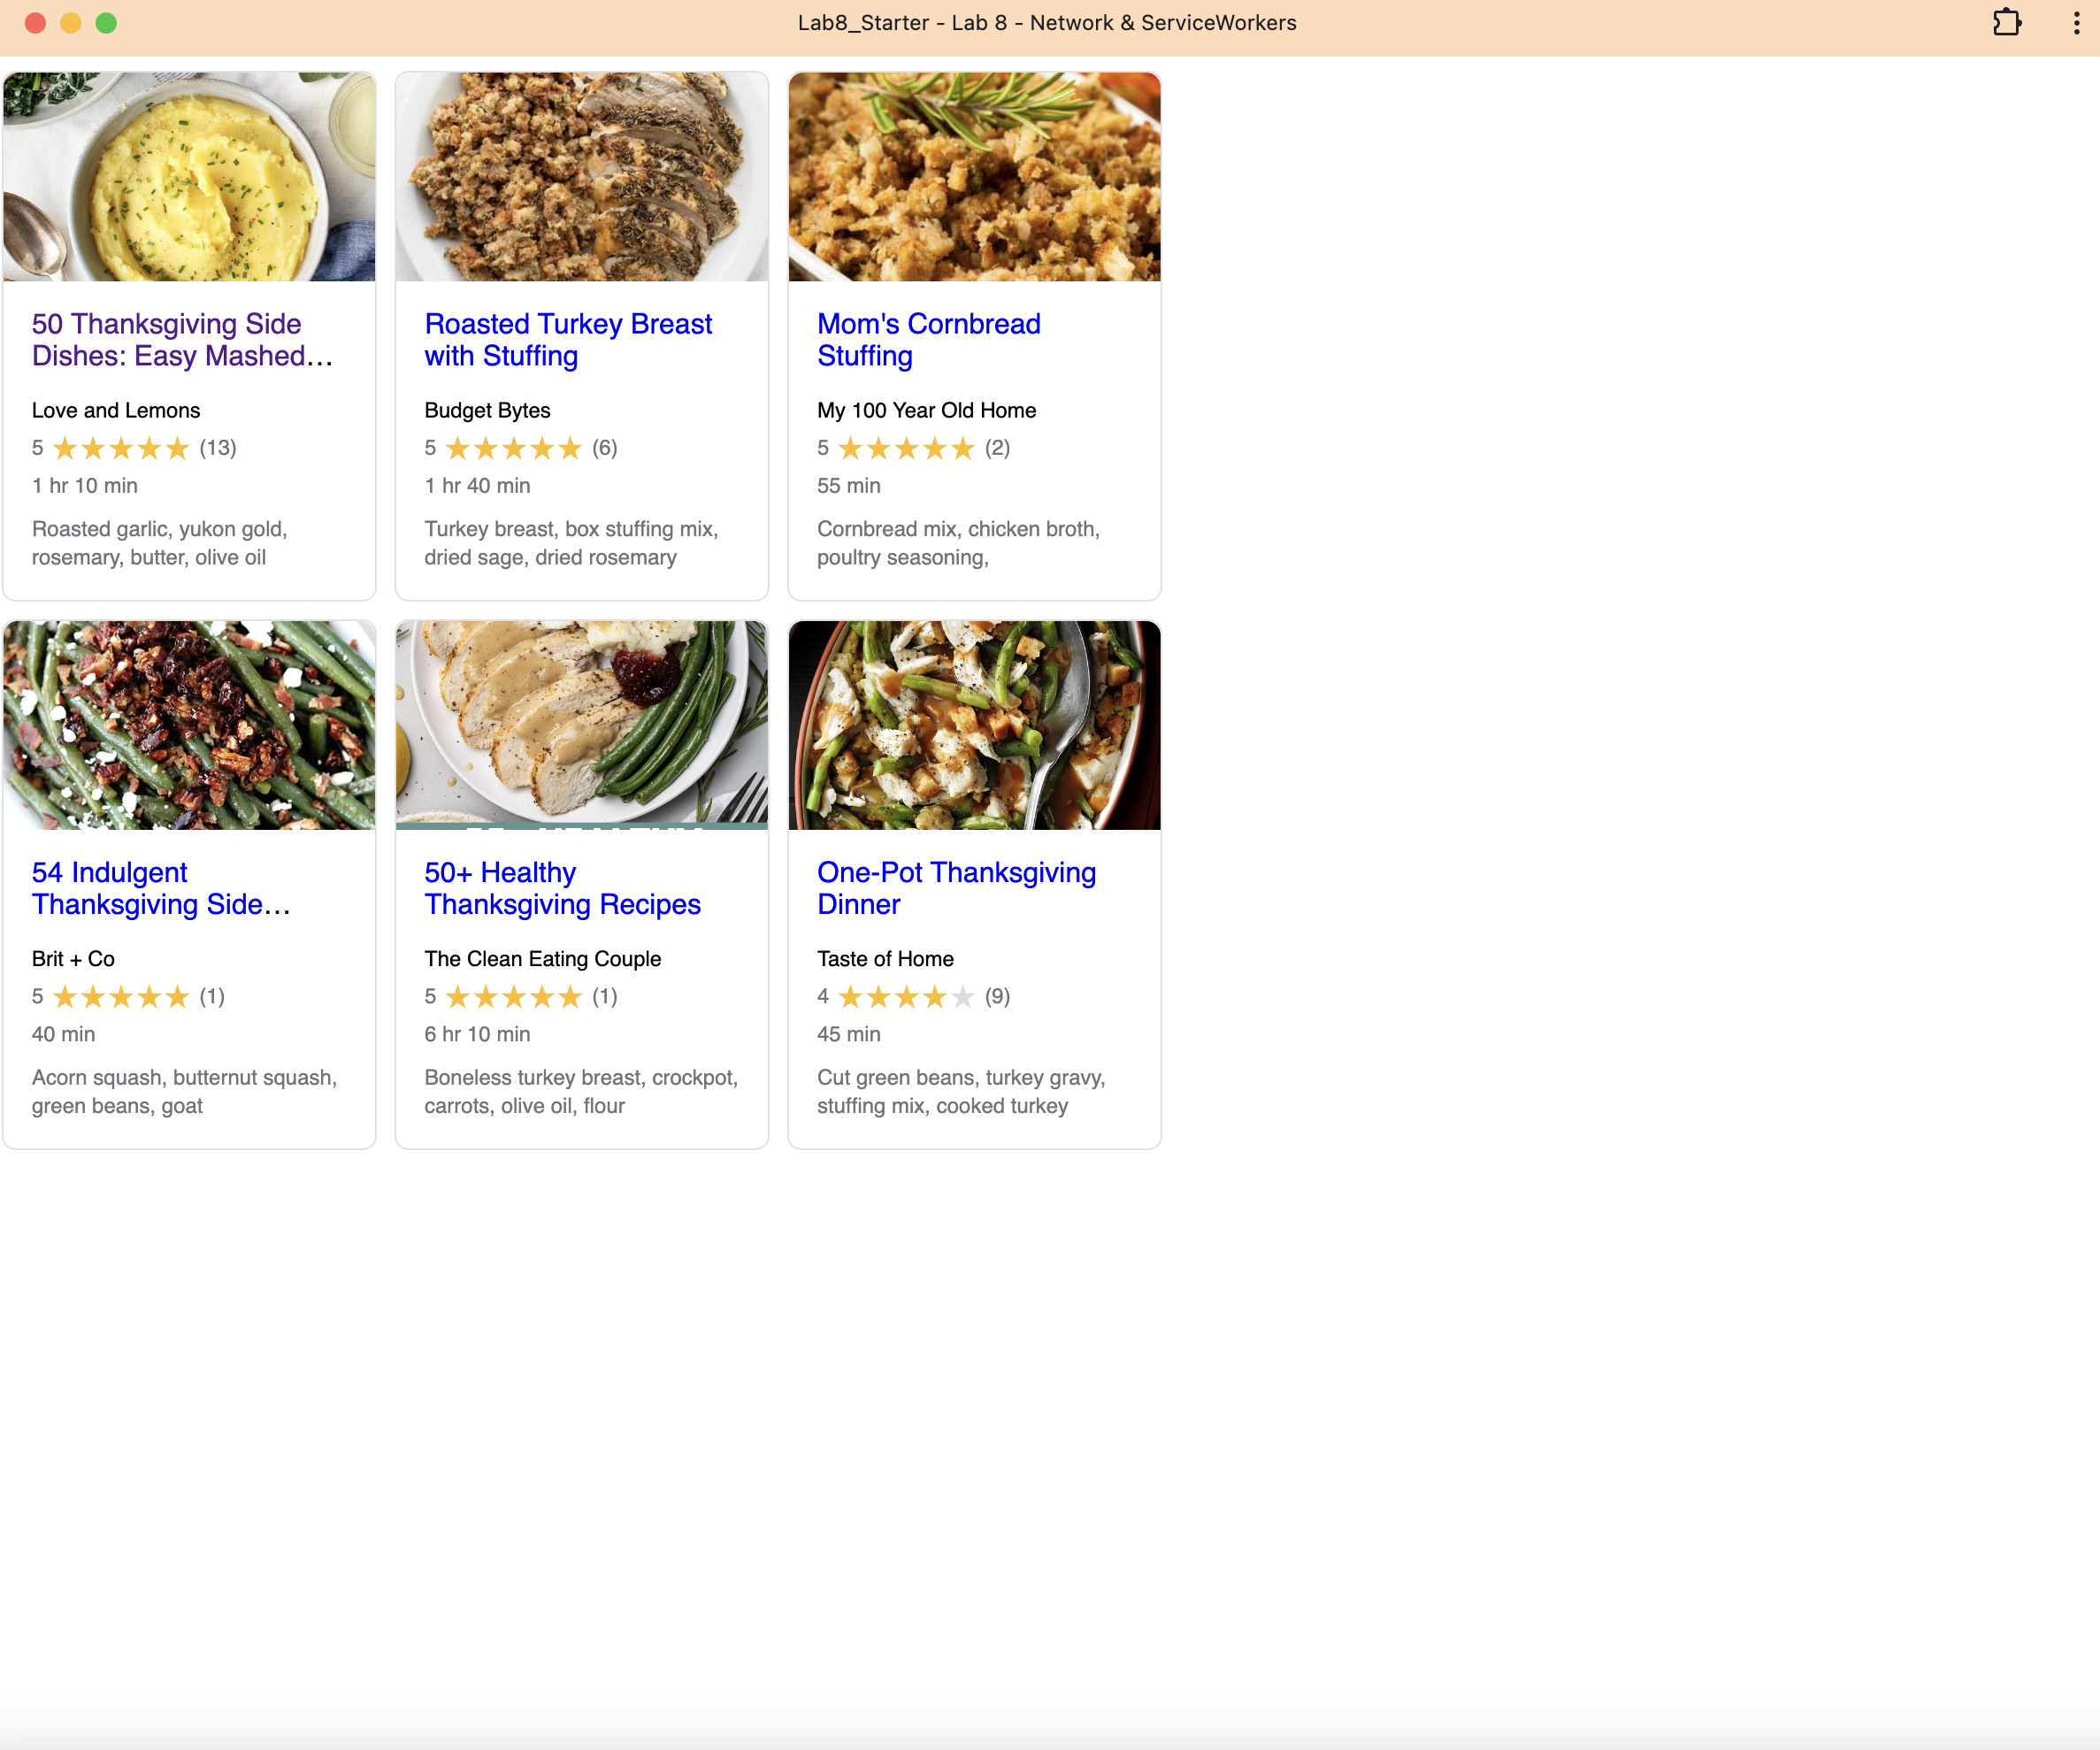 Lab8_Starter - Lab 8 - Network & ServiceWorkers
50 Thanksgiving Side
Dishes: Easy Mashed...
Love and Lemons
5 ★★★★★ (13)
1 hr 10 min
Roasted garlic, yukon gold,
rosemary, butter, olive oil
Roasted Turkey Breast
with Stuffing
Budget Bytes
5 ★★★★★ (6)
1 hr 40 min
Turkey breast, box stuffing mix,
dried sage, dried rosemary
Mom's Cornbread
Stuffing
My 100 Year Old Home
5 ★★★★★ (2)
55 min
Cornbread mix, chicken broth,
poultry seasoning,
54 Indulgent
Thanksgiving Side...
Brit + Co
5 ★★★★★ (1)
40 min
Acorn squash, butternut squash,
green beans, goat
50+ Healthy
Thanksgiving Recipes
The Clean Eating Couple
5 ★★★★★ (1)
6 hr 10 min
Boneless turkey breast, crockpot,
carrots, olive oil, flour
One-Pot Thanksgiving
Dinner
Taste of Home
4 ★★★★★ (9)
45 min
Cut green beans, turkey gravy,
stuffing mix, cooked turkey